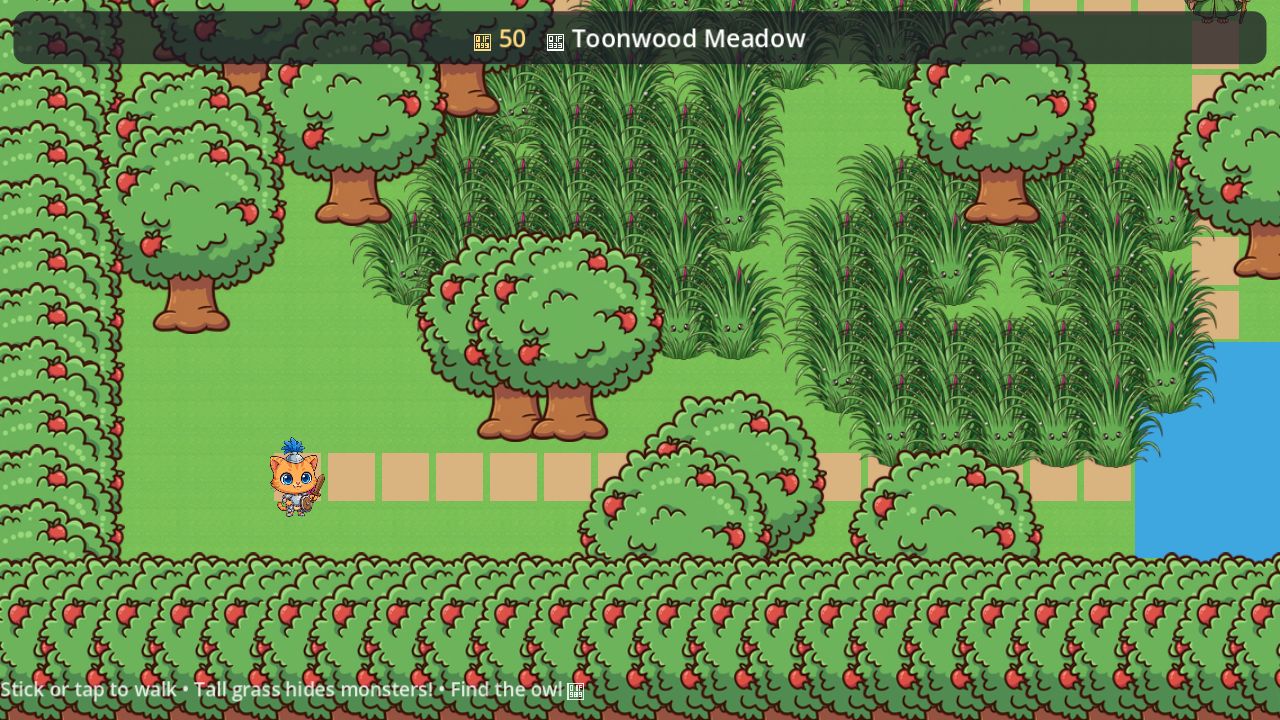 50 Toonwood Meadow
Stick or tap to walk • Tall grass hides monsters! • Find the owl